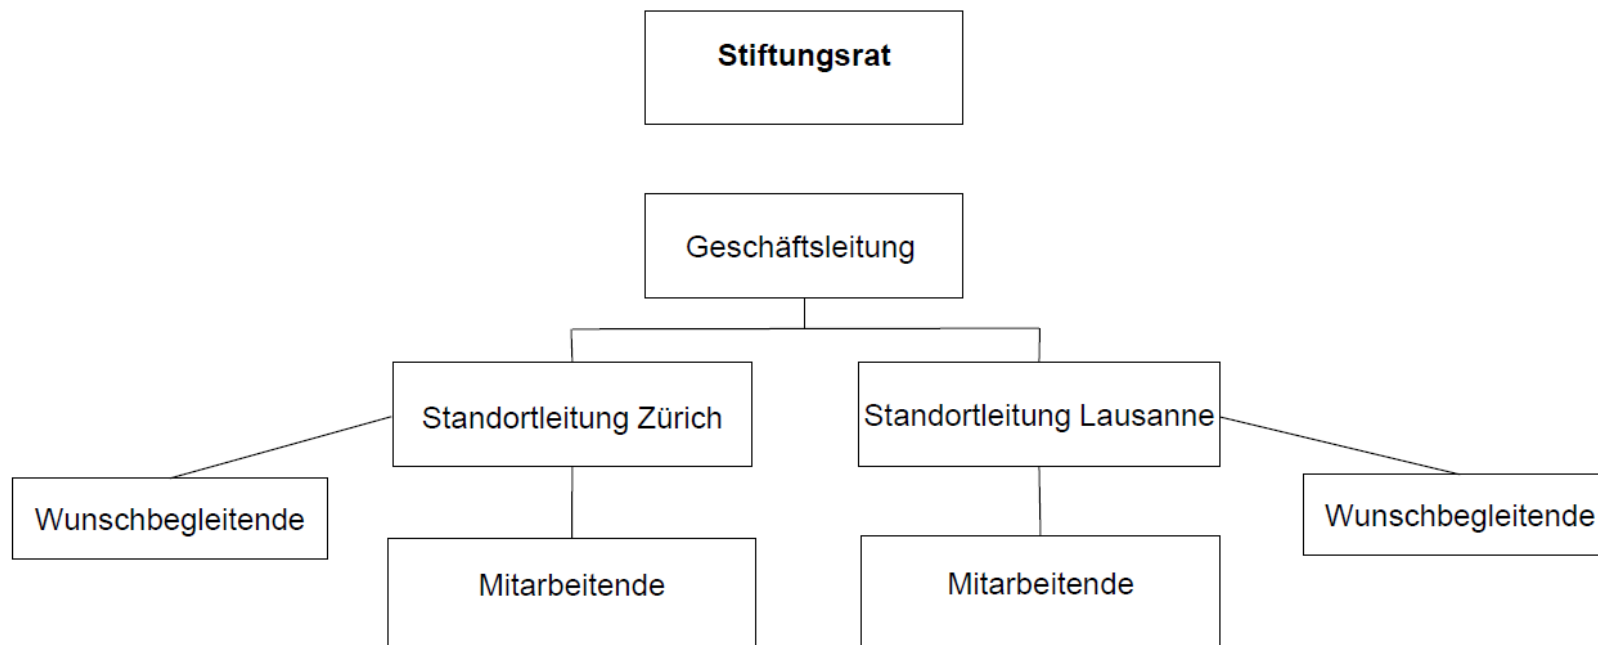 Stiftungsrat
Geschäftsleitung
Standortleitung Zürich
Standortleitung Lausanne
Wunschbegleitende
Wunschbegleitende
Mitarbeitende
Mitarbeitende